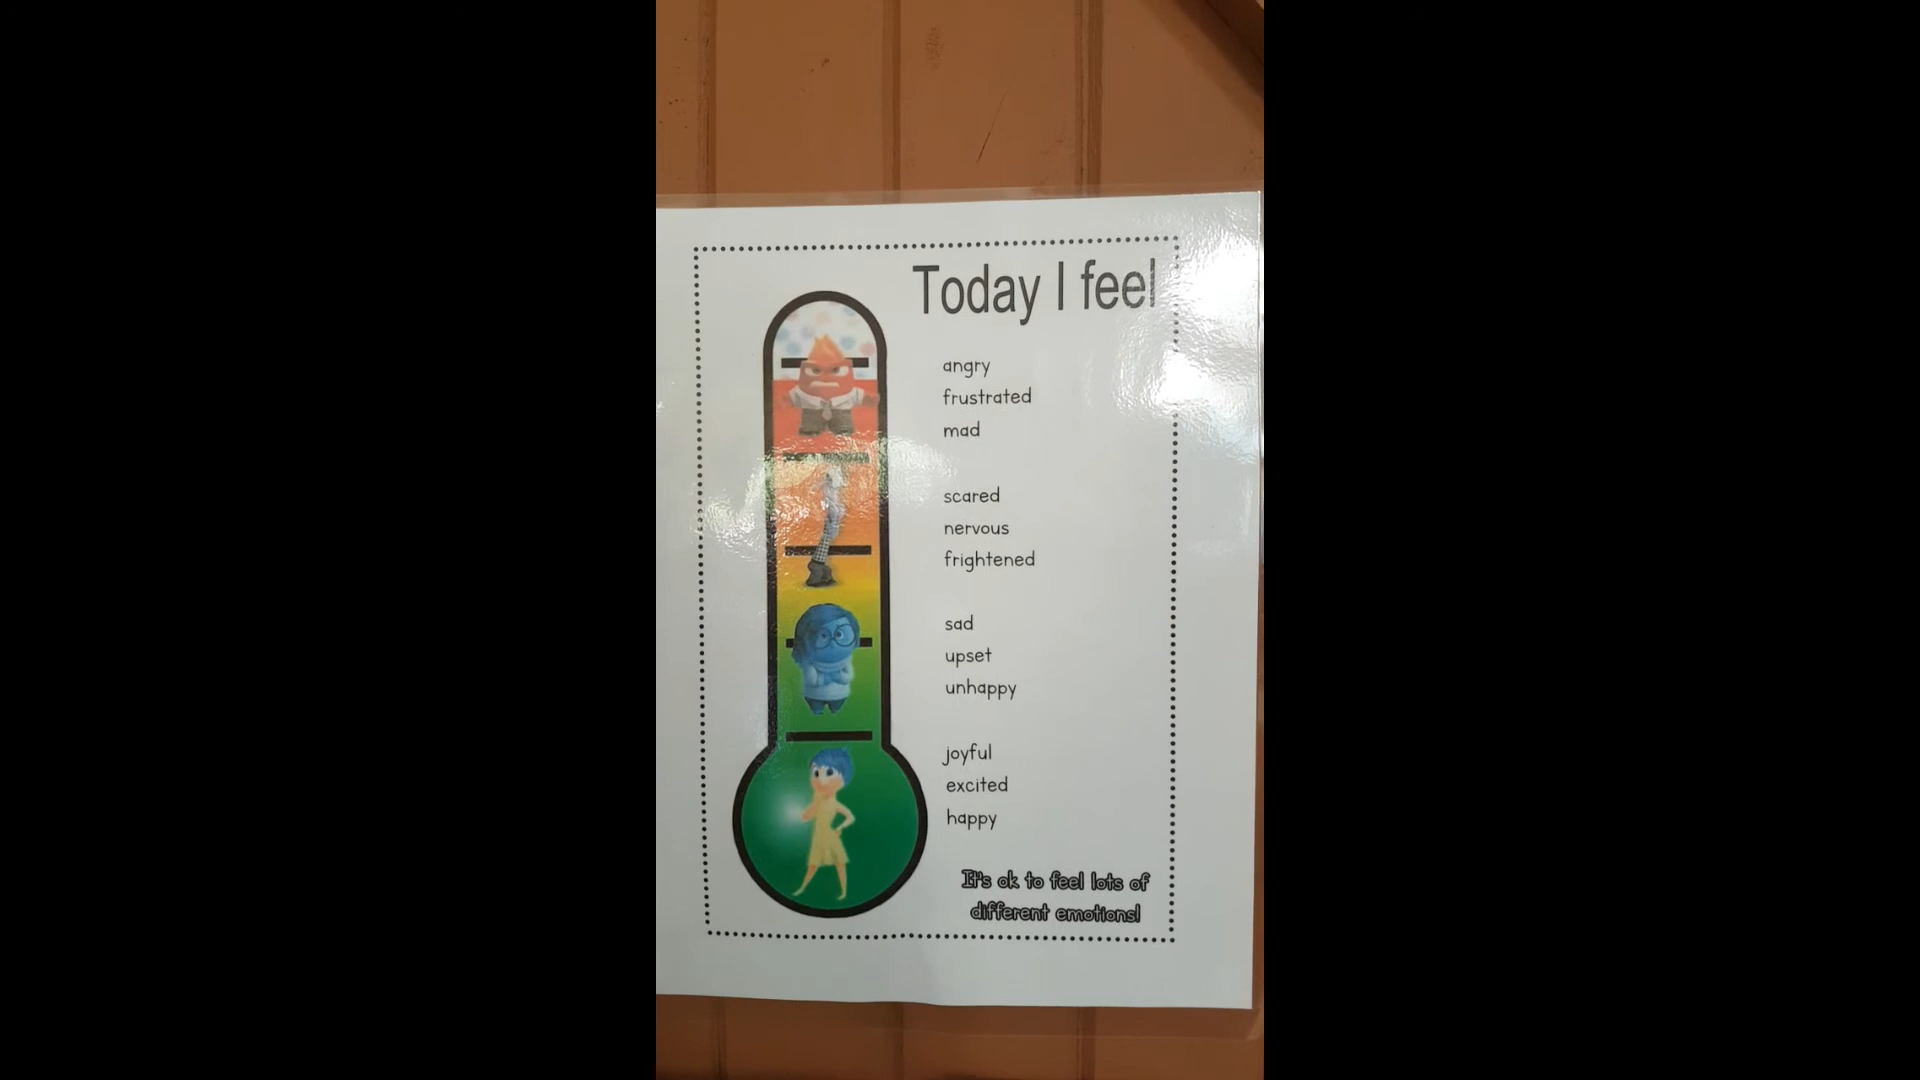 Today I feel
angry
frustrated
mad
scared
nervous
frightened
sad
upset
unhappy
joyful
excited
happy
It's ok to feel lots of
different emotions!